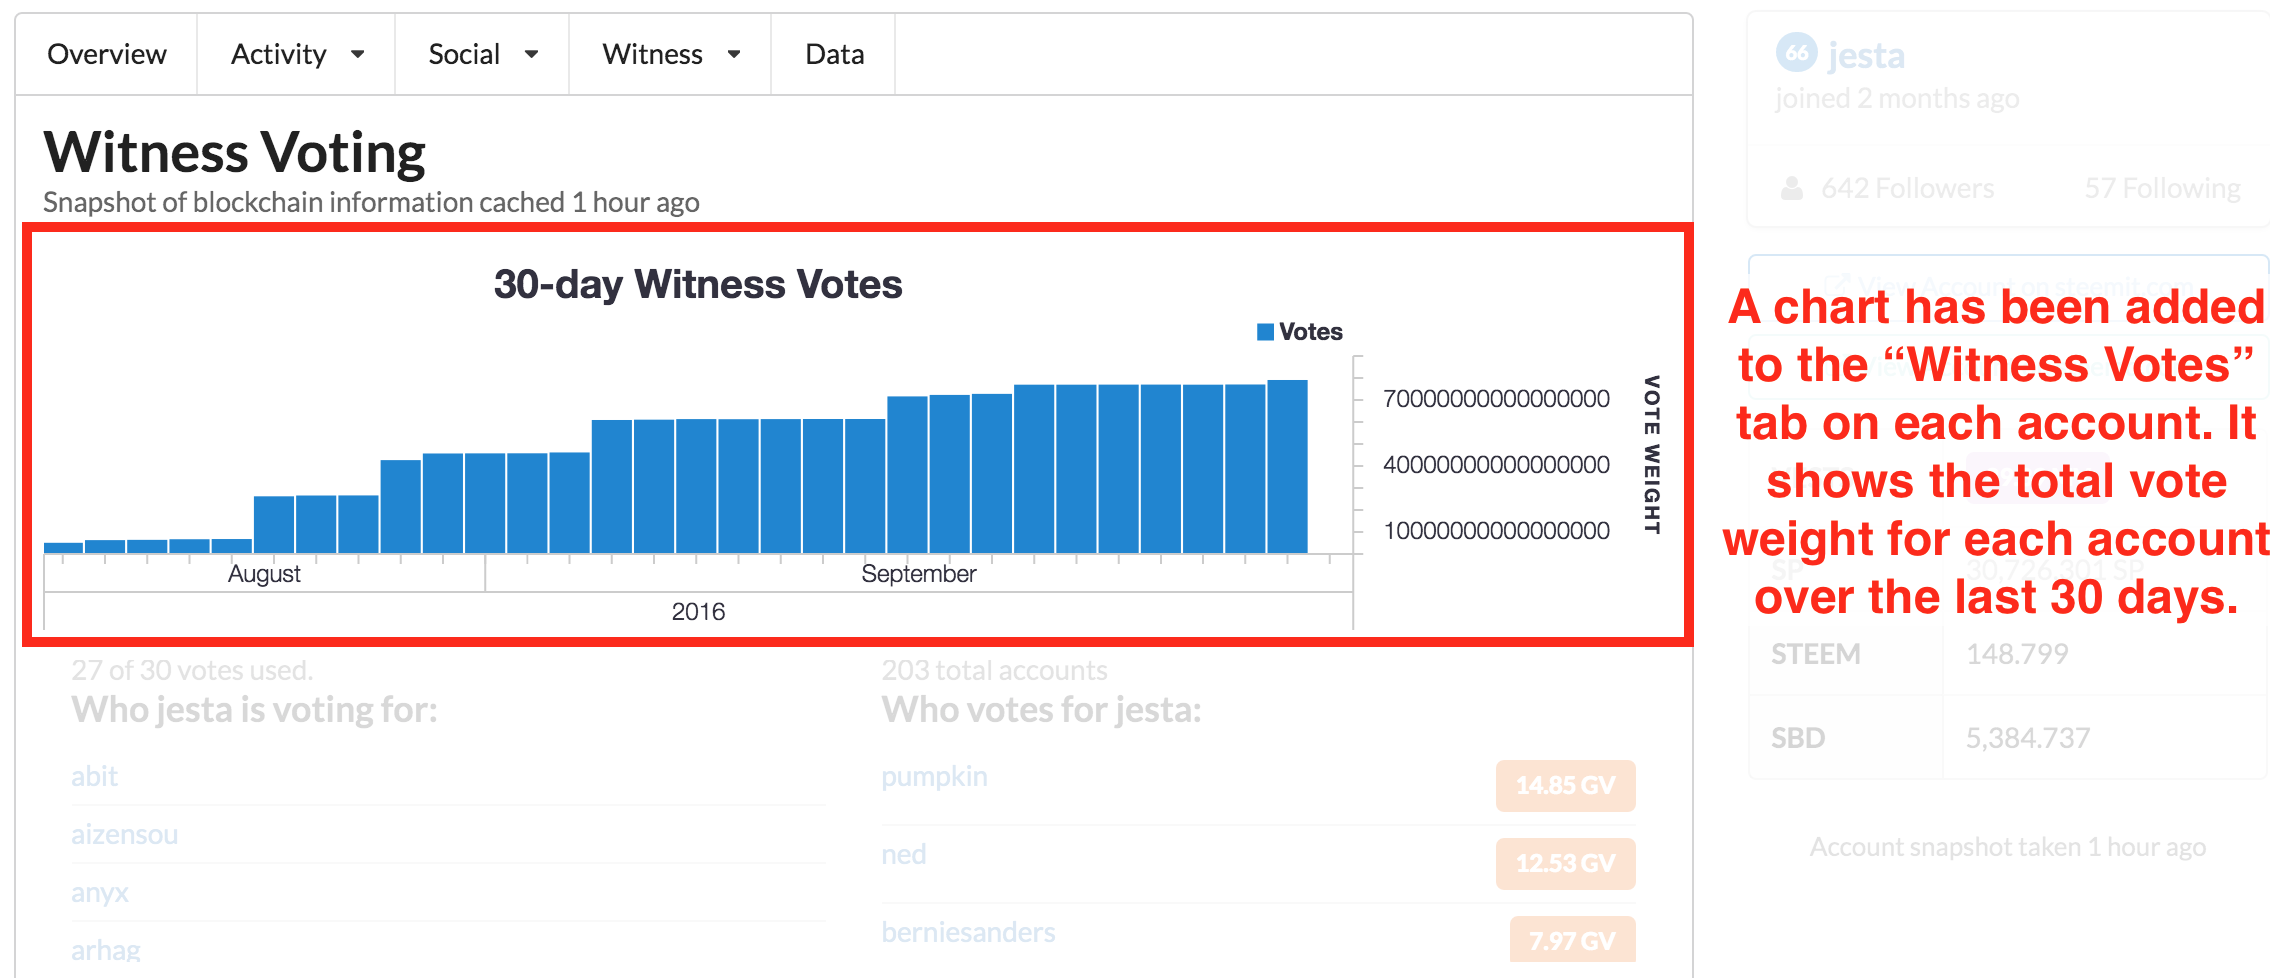 Overview
Activity
Social
Witness
Data
Witness Voting
Snapshot of blockchain information cached 1 hour ago
30-day Witness Votes
Votes
70000000000000000
40000000000000000
10000000000000000
VOTE WEIGHT
August
September
2016
27 of 30 votes used.
Who jesta is voting for:
abit
aizensou
anyx
arhag
203 total accounts
Who votes for jesta:
pumpkin
14.85 GV
ned
12.53 GV
berniesanders
7.97 GV
66
jesta
joined 2 months ago
642 Followers
57 Following
View Account on steemit.com
A chart has been added
to the “Witness Votes”
tab on each account. It
shows the total vote
weight for each account
over the last 30 days.
SP
30,726.301 SP
STEEM
148.799
SBD
5,384.737
Account snapshot taken 1 hour ago